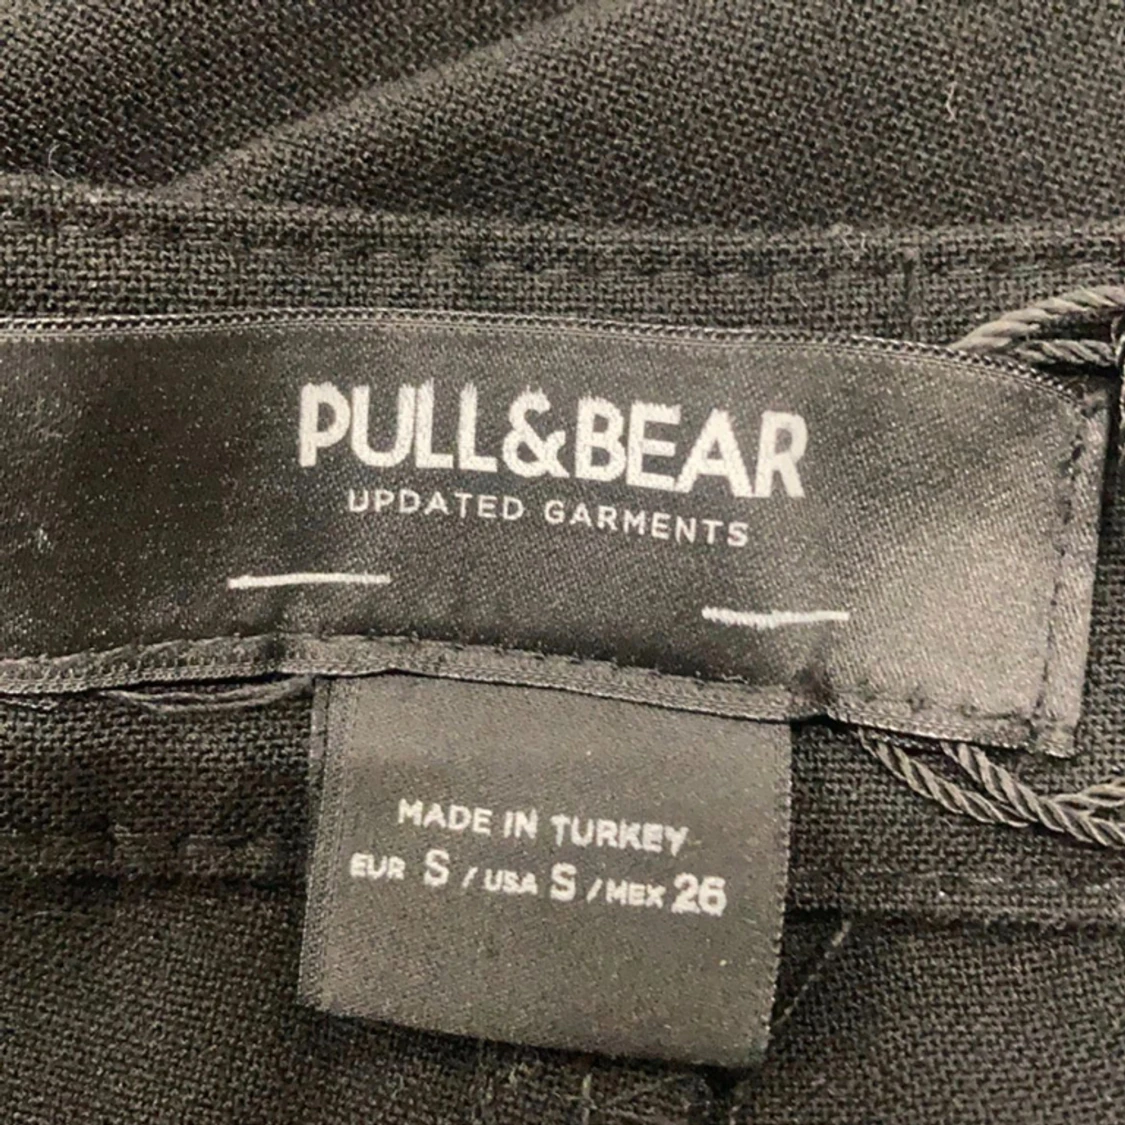 PULL&BEAR
UPDATED GARMENTS
MADE IN TURKEY
EUR S / USA S / MEX 26